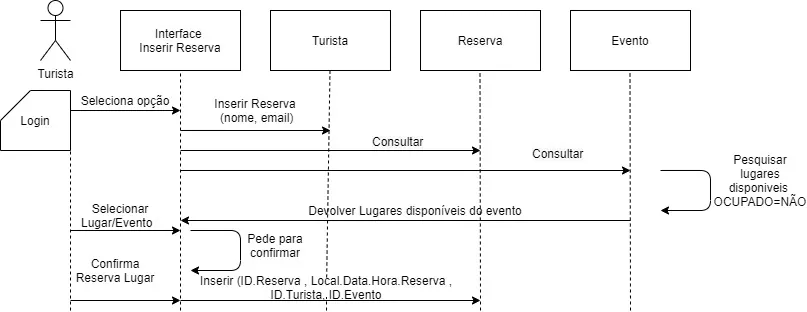 Interface
Inserir Reserva
Turista
Reserva
Evento
Turista
Login
Seleciona opção
Inserir Reserva
(nome, email)
Consultar
Consultar
Pesquisar
lugares
disponiveis
OCUPADO=NÃO
Selecionar
Lugar/Evento
Devolver Lugares disponíveis do evento
Pede para
confirmar
Confirma
Reserva Lugar
Inserir (ID.Reserva , Local.Data.Hora.Reserva ,
ID.Turista, ID.Evento